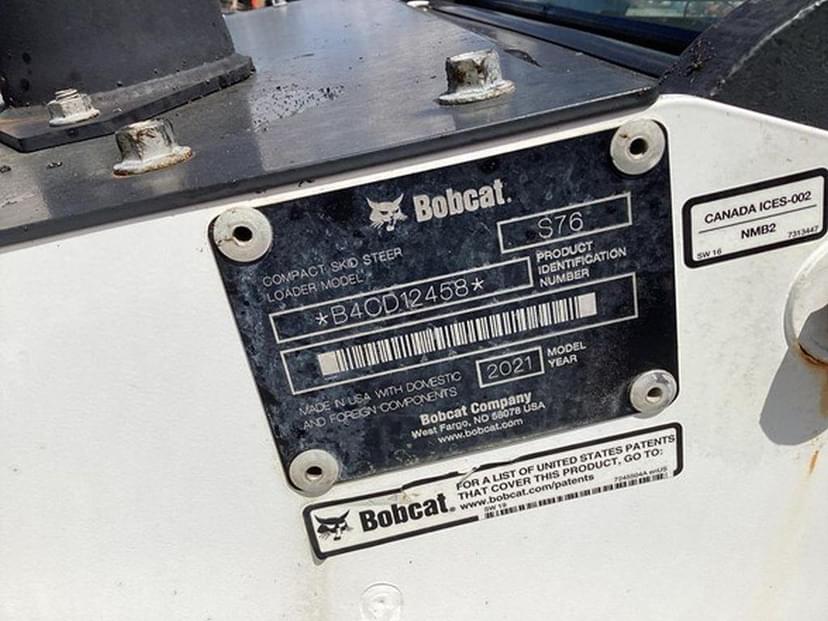 Bobcat.
COMPACT SKID STEER
LOADER MODEL
S76
*B4CD12458*
PRODUCT
IDENTIFICATION
NUMBER
2021
MODEL
YEAR
MADE IN USA WITH DOMESTIC
AND FOREIGN COMPONENTS
Bobcat Company
West Fargo, ND 58078 USA
www.bobcat.com
CANADA ICES-002
NMB2
SW 16
7313447
Bobcat.
FOR A LIST OF UNITED STATES PATENTS
THAT COVER THIS PRODUCT, GO TO:
www.bobcat.com/patents
7245504A enUS
SW 19